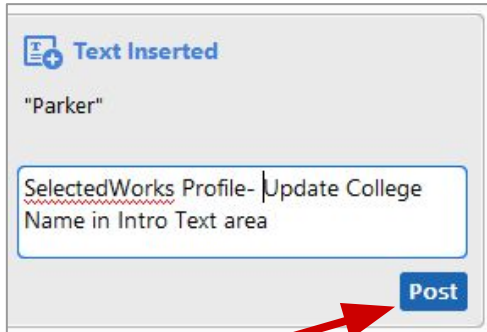 Text Inserted
"Parker"
SelectedWorks Profile- Update College
Name in Intro Text area
Post